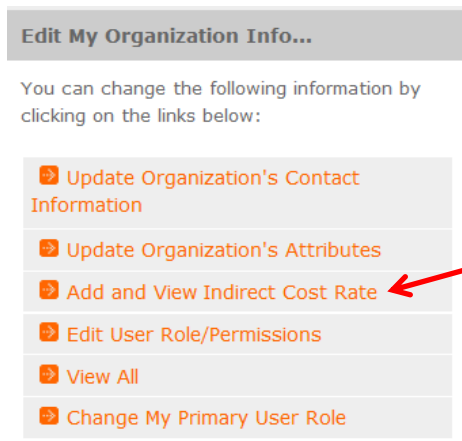 Edit My Organization Info...
You can change the following information by
clicking on the links below:
Update Organization's Contact
Information
Update Organization's Attributes
Add and View Indirect Cost Rate
Edit User Role/Permissions
View All
Change My Primary User Role